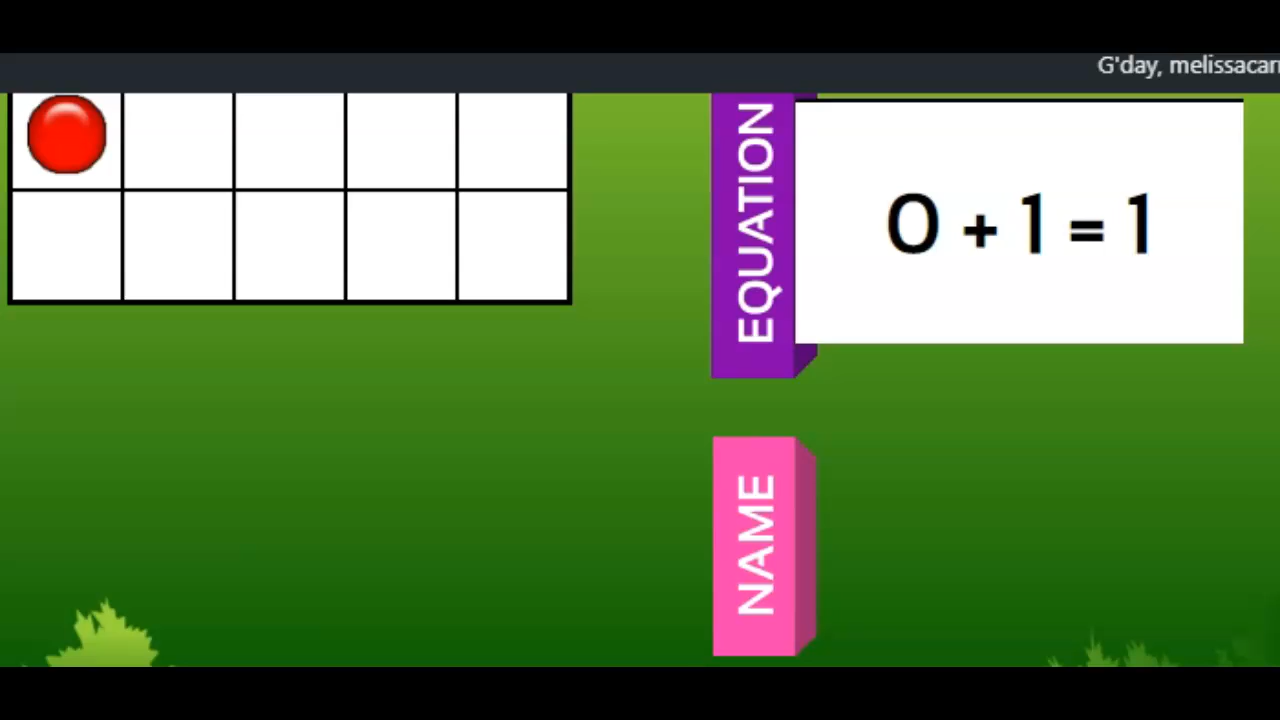 G'day, melissacan
EQUATION
0 + 1 = 1
NAME